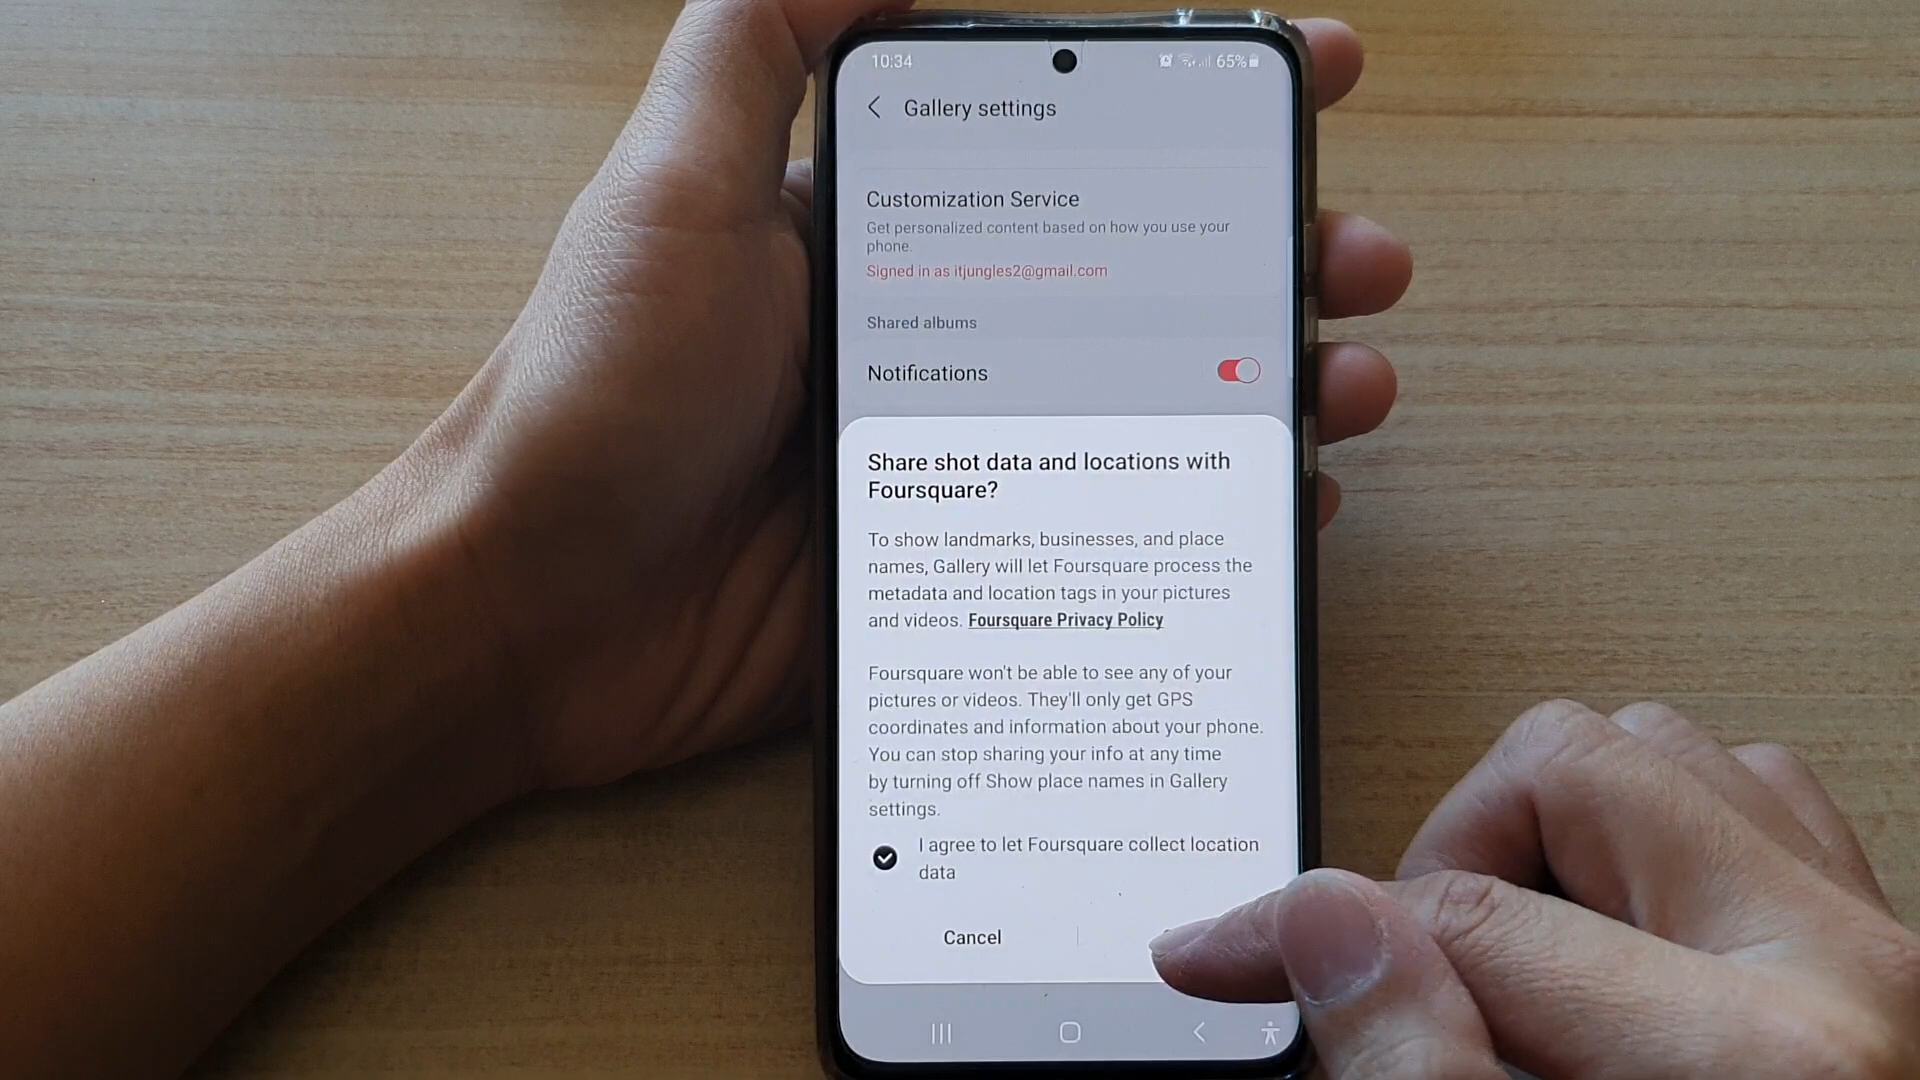 10:34 65%
Gallery settings
Customization Service
Get personalized content based on how you use your
phone.
Signed in as itjungles2@gmail.com
Shared albums
Notifications
Share shot data and locations with
Foursquare?
To show landmarks, businesses, and place
names, Gallery will let Foursquare process the
metadata and location tags in your pictures
and videos. Foursquare Privacy Policy
Foursquare won't be able to see any of your
pictures or videos. They'll only get GPS
coordinates and information about your phone.
You can stop sharing your info at any time
by turning off Show place names in Gallery
settings.
I agree to let Foursquare collect location
data
Cancel